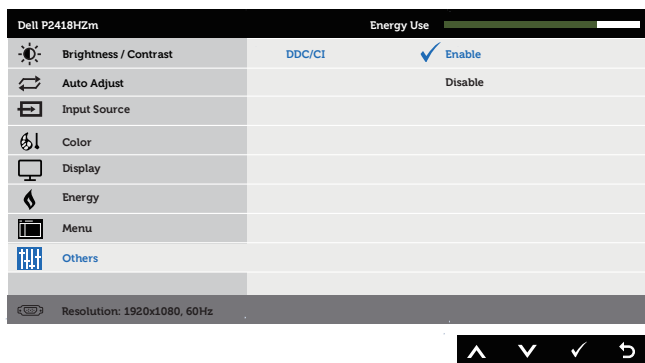 Dell P2418HZm Energy Use
Brightness / Contrast DDC/CI Enable
Auto Adjust Disable
Input Source
Color
Display
Energy
Menu
Others
Resolution: 1920x1080, 60Hz